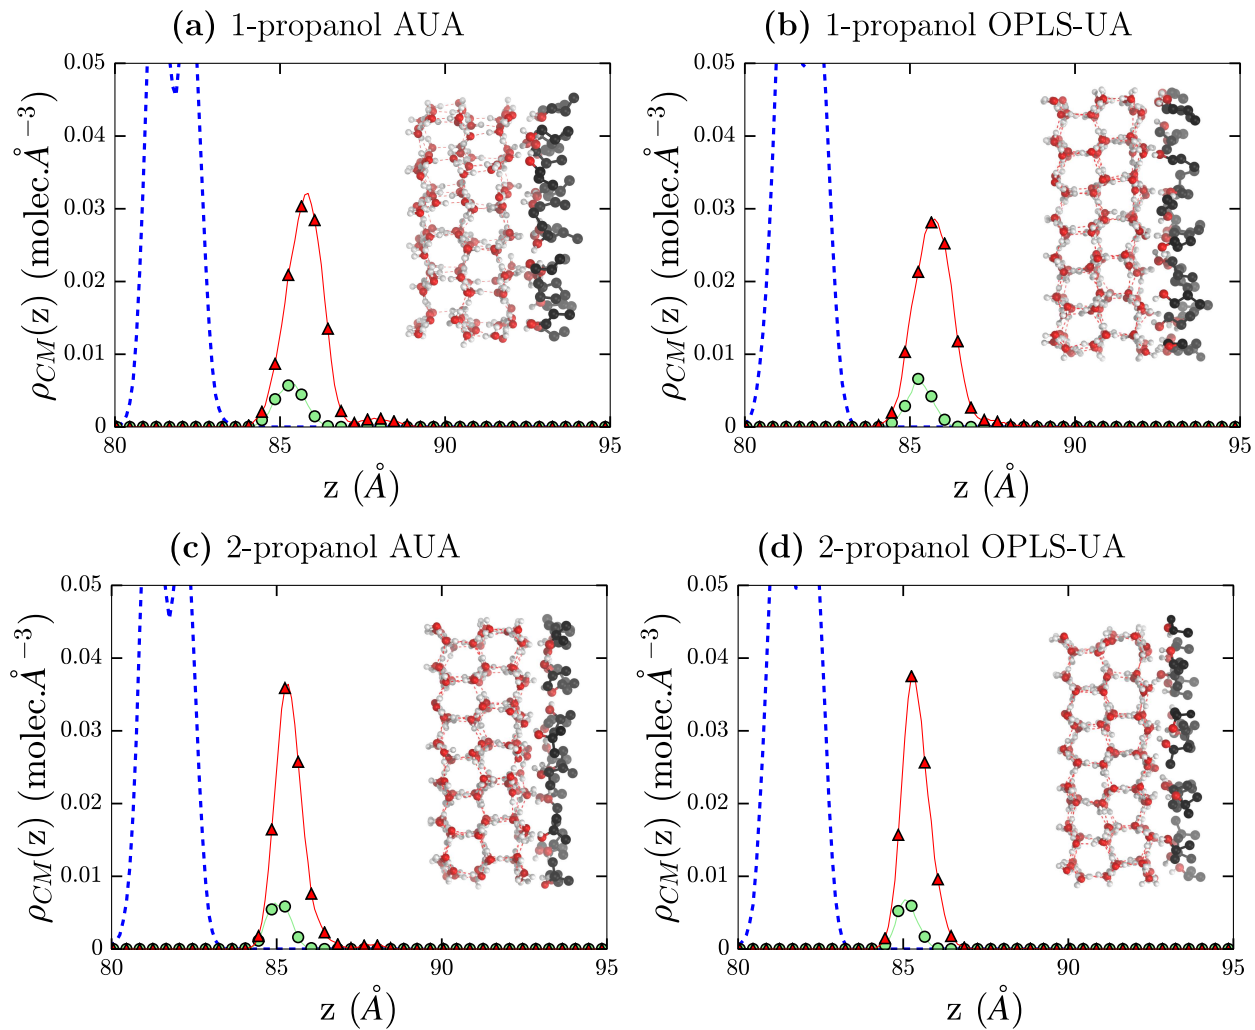 (a) 1-propanol AUA
(b) 1-propanol OPLS-UA
0.05
0.04
0.03
0.02
0.01
0
80 85 90 95
ρCM(z) (molec.Å⁻³)
z (Å)
0.05
0.04
0.03
0.02
0.01
0
80 85 90 95
ρCM(z) (molec.Å⁻³)
z (Å)
(c) 2-propanol AUA
(d) 2-propanol OPLS-UA
0.05
0.04
0.03
0.02
0.01
0
80 85 90 95
ρCM(z) (molec.Å⁻³)
z (Å)
0.05
0.04
0.03
0.02
0.01
0
80 85 90 95
ρCM(z) (molec.Å⁻³)
z (Å)